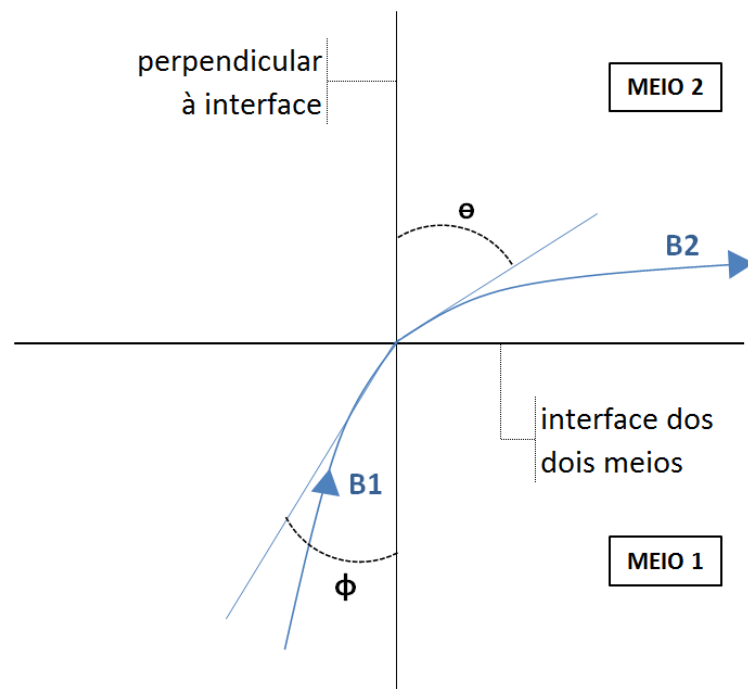 perpendicular
à interface
MEIO 2
ɵ
B2
interface dos
dois meios
B1
MEIO 1
ϕ